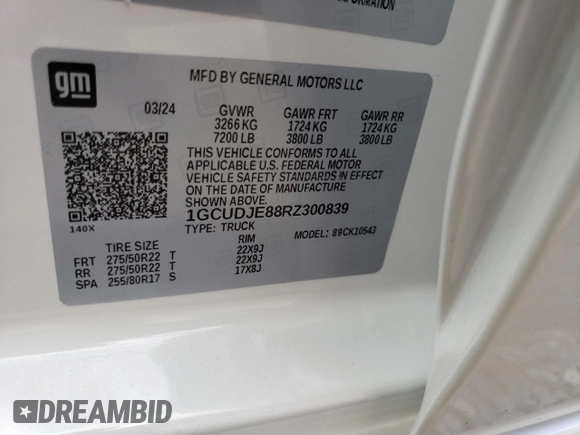 INFORMATION
gm
MFD BY GENERAL MOTORS LLC
03/24 GVWR GAWR FRT GAWR RR
3266 KG 1724 KG 1724 KG
7200 LB 3800 LB 3800 LB
THIS VEHICLE CONFORMS TO ALL
APPLICABLE U.S. FEDERAL MOTOR
VEHICLE SAFETY STANDARDS IN EFFECT
ON THE DATE OF MANUFACTURE
SHOWN ABOVE.
1GCUDJE88RZ300839
140X TYPE: TRUCK MODEL: 89CK10543
TIRE SIZE RIM
FRT 275/50R22 T 22X9J
RR 275/50R22 T 22X9J
SPA 255/80R17 S 17X8J
DREAMBID